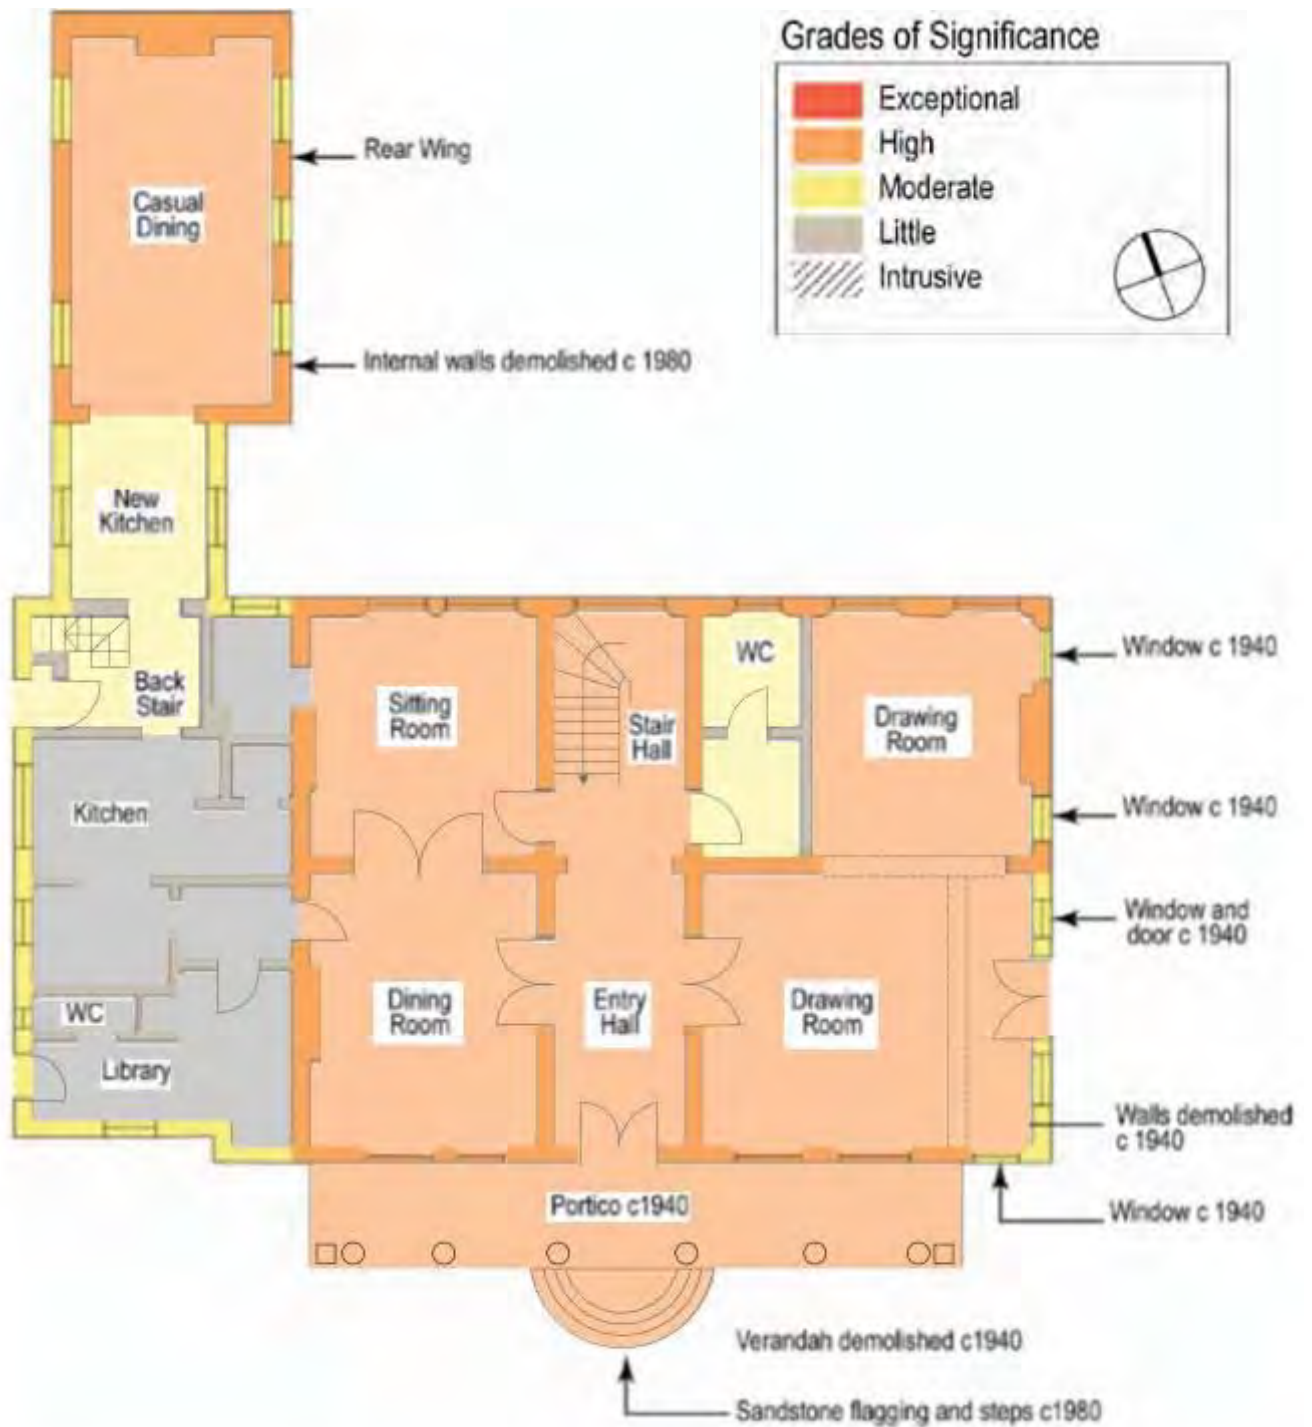 Grades of Significance
Exceptional
High
Moderate
Little
Intrusive
Rear Wing
Casual
Dining
Internal walls demolished c 1980
New
Kitchen
Back
Stair
Sitting
Room
Stair
Hall
WC
Drawing
Room
Window c 1940
Kitchen
Window c 1940
Window and
door c 1940
WC
Library
Dining
Room
Entry
Hall
Drawing
Room
Walls demolished
c 1940
Portico c1940
Window c 1940
Verandah demolished c1940
Sandstone flagging and steps c1980